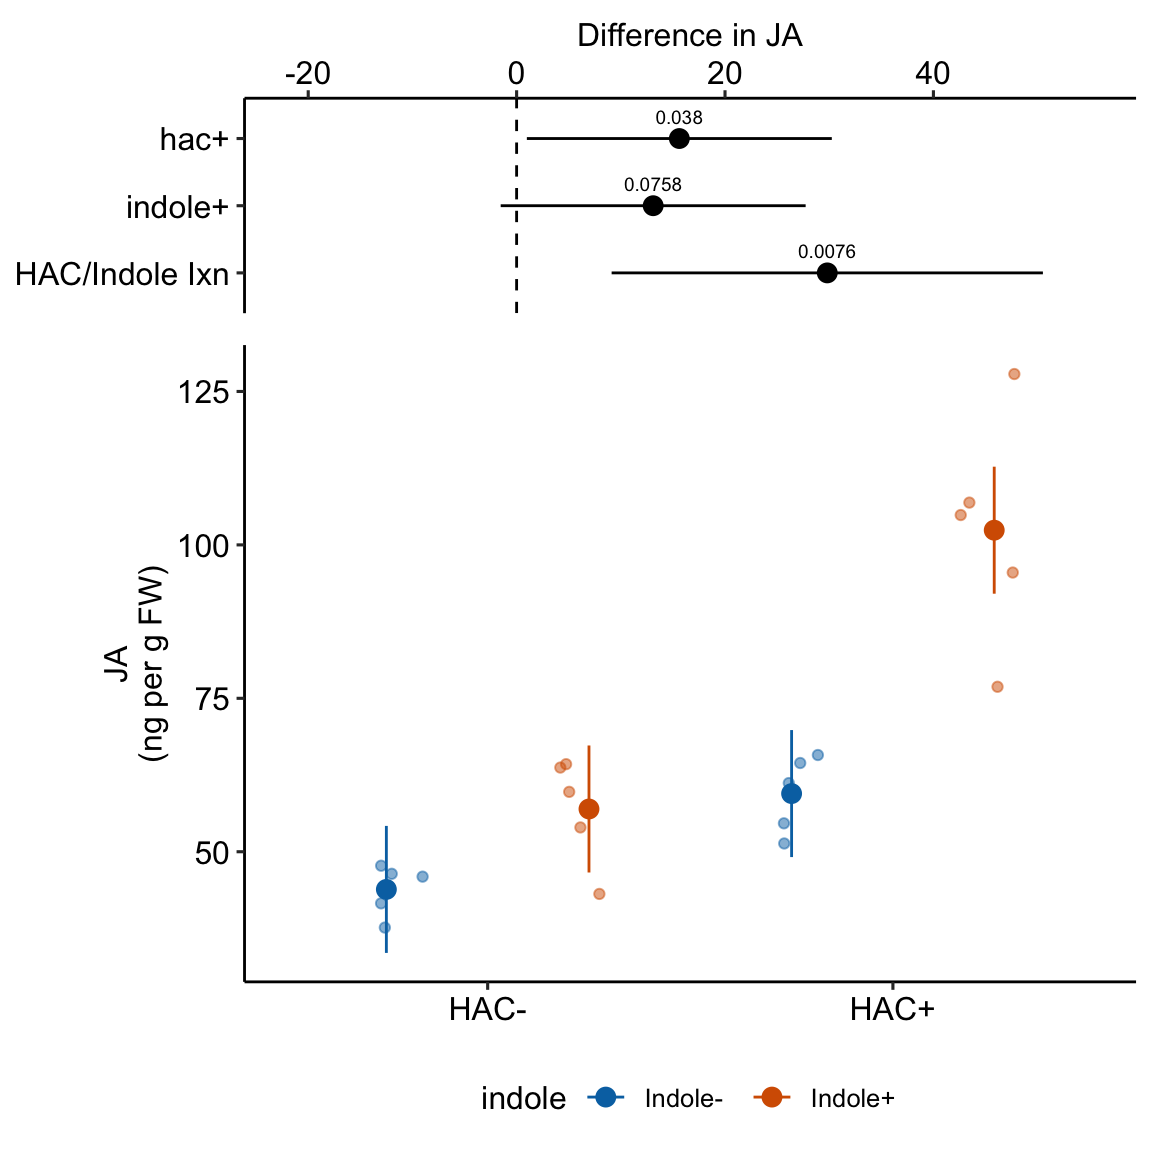 Difference in JA
-20 0 20 40
0.038
hac+
0.0758
indole+
0.0076
HAC/Indole Ixn
125
100
75
50
JA
(ng per g FW)
HAC- HAC+
indole Indole- Indole+